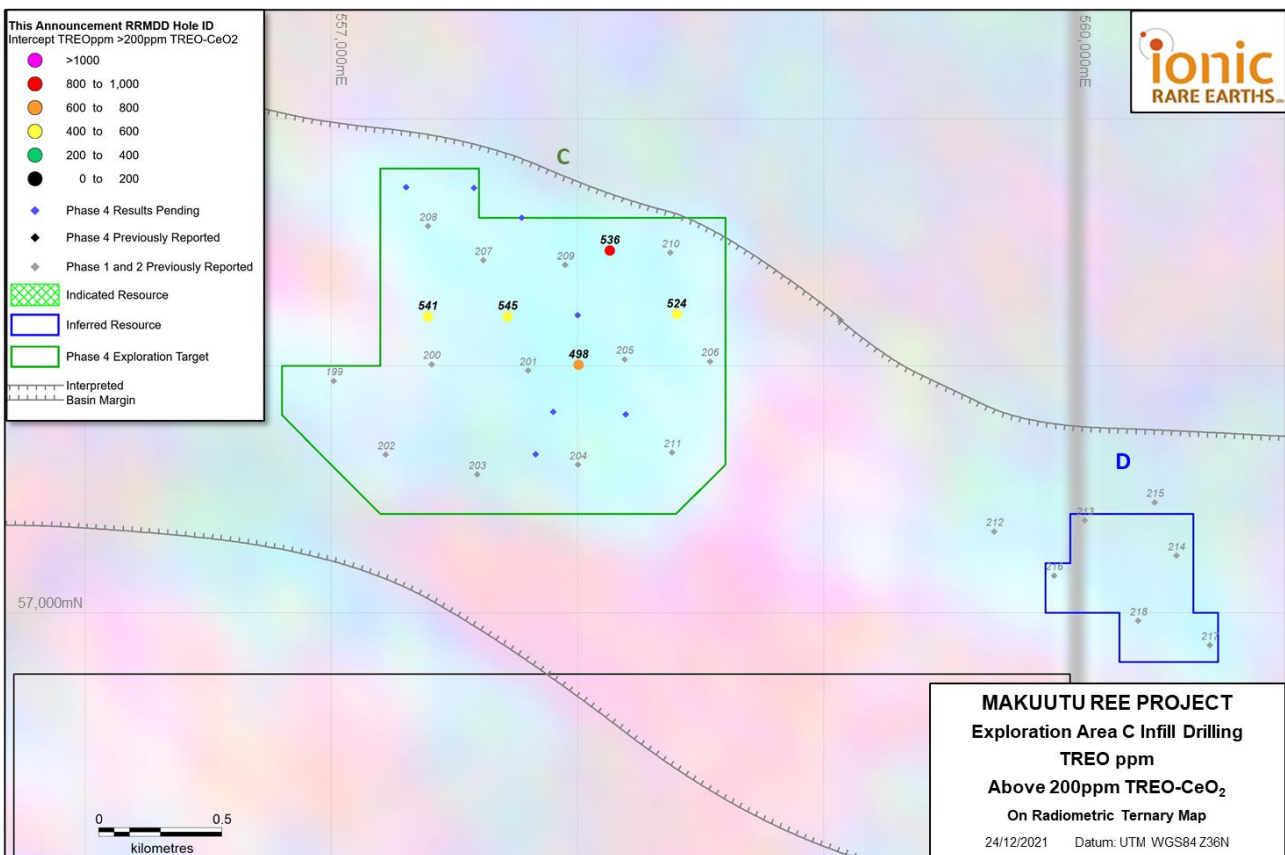 This Announcement RRMDD Hole ID
Intercept TREOppm >200ppm TREO-CeO2
>1000
800 to 1,000
600 to 800
400 to 600
200 to 400
0 to 200
Phase 4 Results Pending
Phase 4 Previously Reported
Phase 1 and 2 Previously Reported
Indicated Resource
Inferred Resource
Phase 4 Exploration Target
Interpreted
Basin Margin
557,000mE
560,000mE
ionic
RARE EARTHS
C
208
207
209
536
210
541
545
524
200
201
498
205
206
199
202
203
204
211
D
215
212
213
214
216
218
217
57,000mN
0 0.5
kilometres
MAKUUTU REE PROJECT
Exploration Area C Infill Drilling
TREO ppm
Above 200ppm TREO-CeO₂
On Radiometric Ternary Map
24/12/2021 Datum: UTM WGS84 Z36N